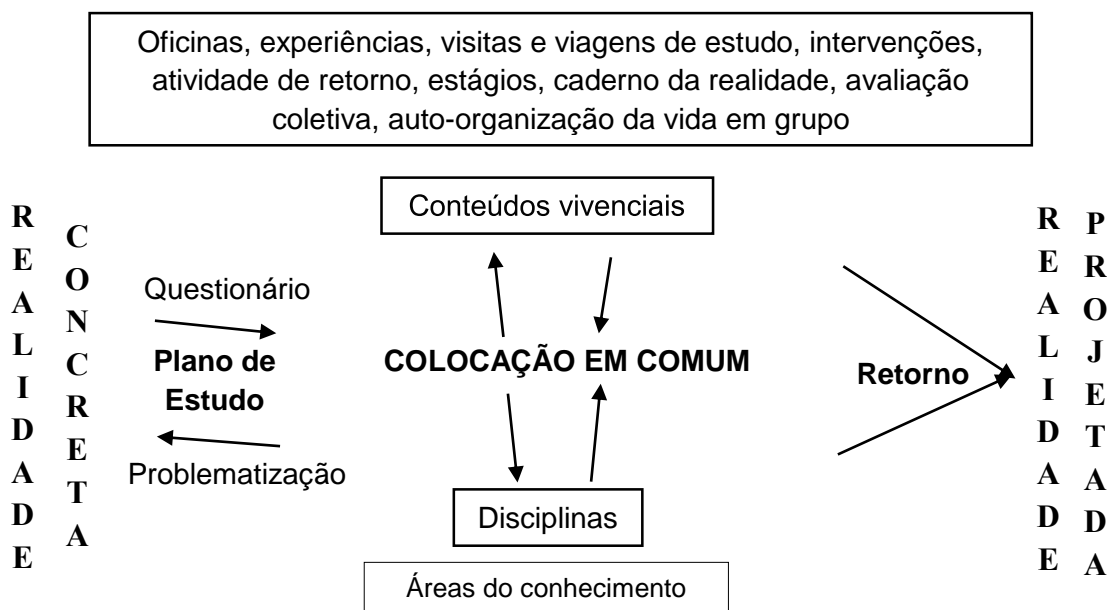 Oficinas, experiências, visitas e viagens de estudo, intervenções,
atividade de retorno, estágios, caderno da realidade, avaliação
coletiva, auto-organização da vida em grupo
REALIDADE
CONCRETA
Questionário
Plano de
Estudo
Problematização
Conteúdos vivenciais
COLOCAÇÃO EM COMUM
Disciplinas
Áreas do conhecimento
Retorno
REALIDADE
PROJETADA